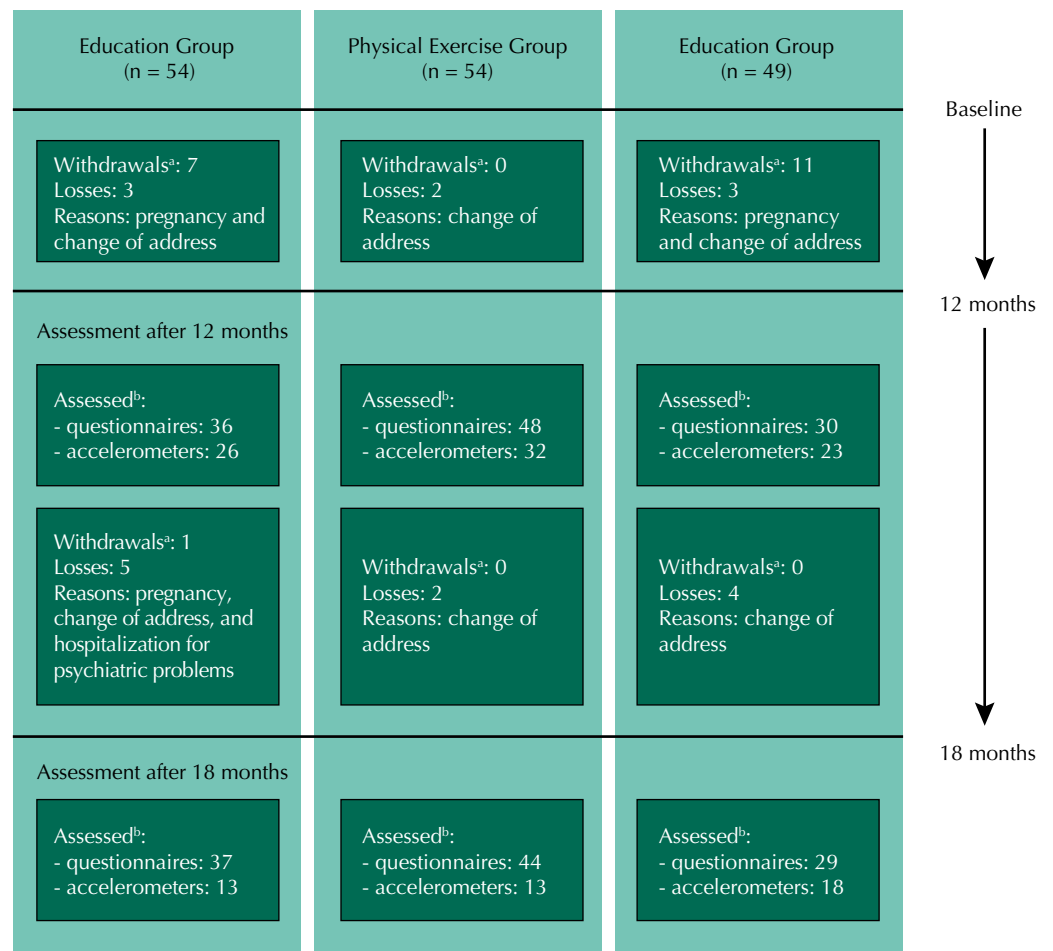 Education Group
(n = 54)
Physical Exercise Group
(n = 54)
Education Group
(n = 49)
Baseline
Withdrawalsᵃ: 7
Losses: 3
Reasons: pregnancy and
change of address
Withdrawalsᵃ: 0
Losses: 2
Reasons: change of
address
Withdrawalsᵃ: 11
Losses: 3
Reasons: pregnancy
and change of address
12 months
Assessment after 12 months
Assessedᵇ:
- questionnaires: 36
- accelerometers: 26
Assessedᵇ:
- questionnaires: 48
- accelerometers: 32
Assessedᵇ:
- questionnaires: 30
- accelerometers: 23
Withdrawalsᵃ: 1
Losses: 5
Reasons: pregnancy,
change of address, and
hospitalization for
psychiatric problems
Withdrawalsᵃ: 0
Losses: 2
Reasons: change of
address
Withdrawalsᵃ: 0
Losses: 4
Reasons: change of
address
18 months
Assessment after 18 months
Assessedᵇ:
- questionnaires: 37
- accelerometers: 13
Assessedᵇ:
- questionnaires: 44
- accelerometers: 13
Assessedᵇ:
- questionnaires: 29
- accelerometers: 18